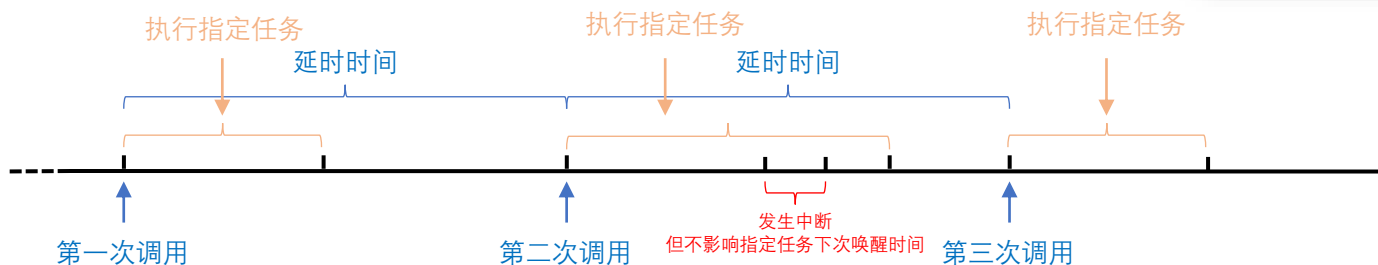 执行指定任务
延时时间
执行指定任务
延时时间
执行指定任务
第一次调用
第二次调用
发生中断
但不影响指定任务下次唤醒时间
第三次调用